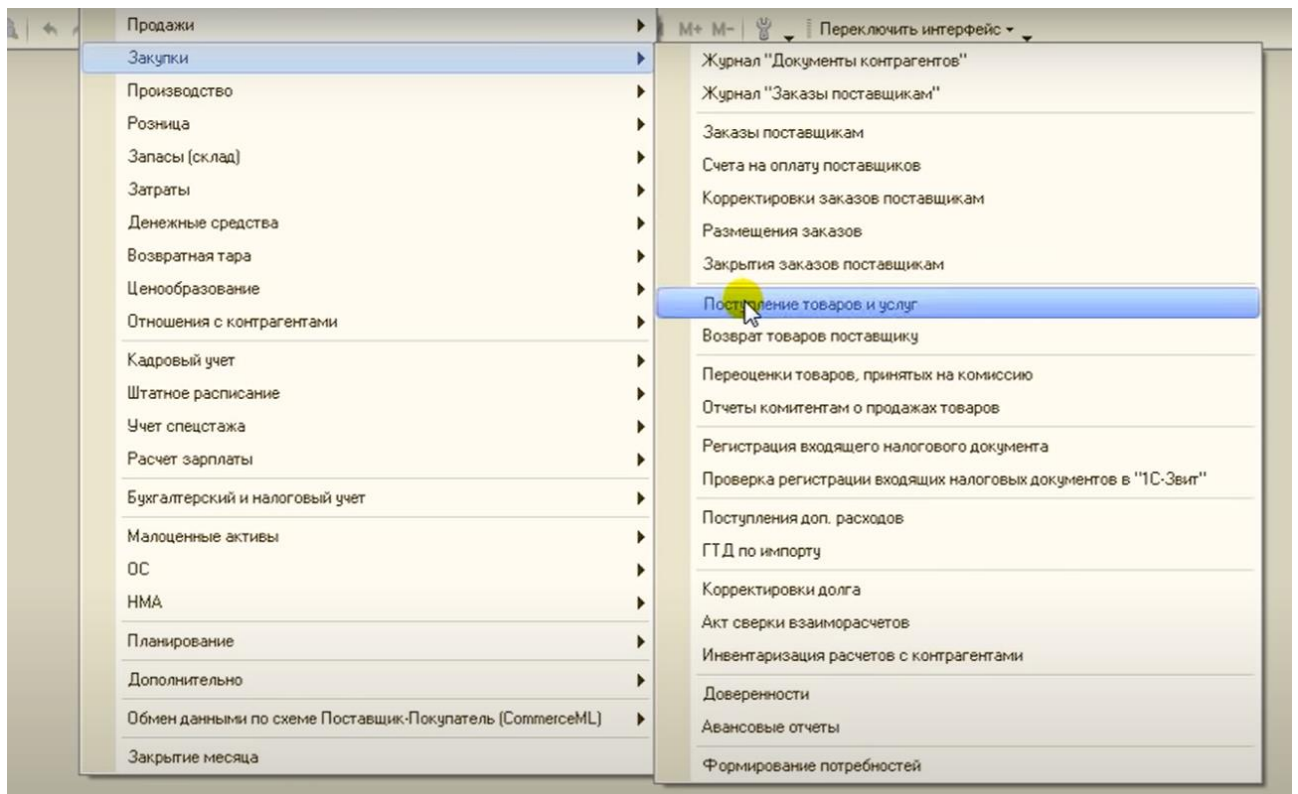 Продажи
M+ M-
Переключить интерфейс
Закупки
Производство
Розница
Запасы (склад)
Затраты
Денежные средства
Возвратная тара
Ценообразование
Отношения с контрагентами
Кадровый учет
Штатное расписание
Учет спецстажа
Расчет зарплаты
Бухгалтерский и налоговый учет
Малоценные активы
ОС
НМА
Планирование
Дополнительно
Обмен данными по схеме Поставщик-Покупатель (CommerceML)
Закрытие месяца
Журнал "Документы контрагентов"
Журнал "Заказы поставщикам"
Заказы поставщикам
Счета на оплату поставщиков
Корректировки заказов поставщикам
Размещения заказов
Закрытия заказов поставщикам
Поступление товаров и услуг
Возврат товаров поставщику
Переоценки товаров, принятых на комиссию
Отчеты комитентам о продажах товаров
Регистрация входящего налогового документа
Проверка регистрации входящих налоговых документов в "1С-Звит"
Поступления доп. расходов
ГТД по импорту
Корректировки долга
Акт сверки взаиморасчетов
Инвентаризация расчетов с контрагентами
Доверенности
Авансовые отчеты
Формирование потребностей